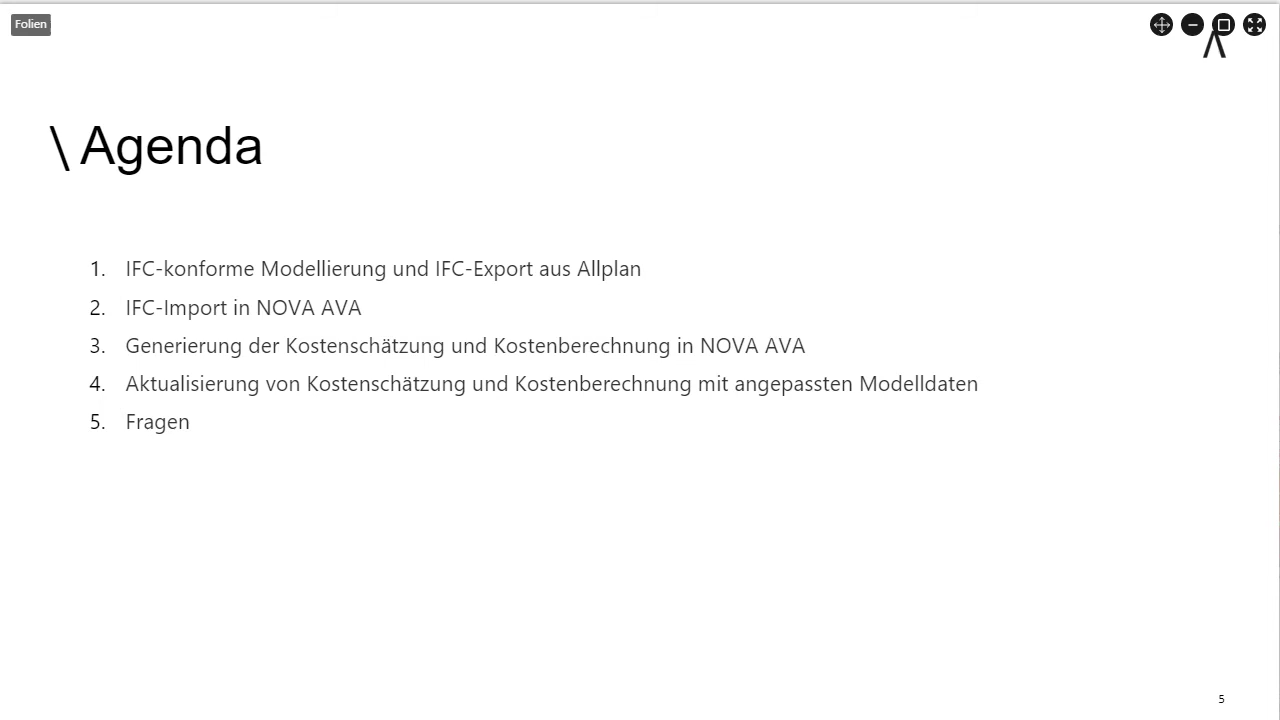 Folien
\ Agenda
1. IFC-konforme Modellierung und IFC-Export aus Allplan
2. IFC-Import in NOVA AVA
3. Generierung der Kostenschätzung und Kostenberechnung in NOVA AVA
4. Aktualisierung von Kostenschätzung und Kostenberechnung mit angepassten Modelldaten
5. Fragen
5